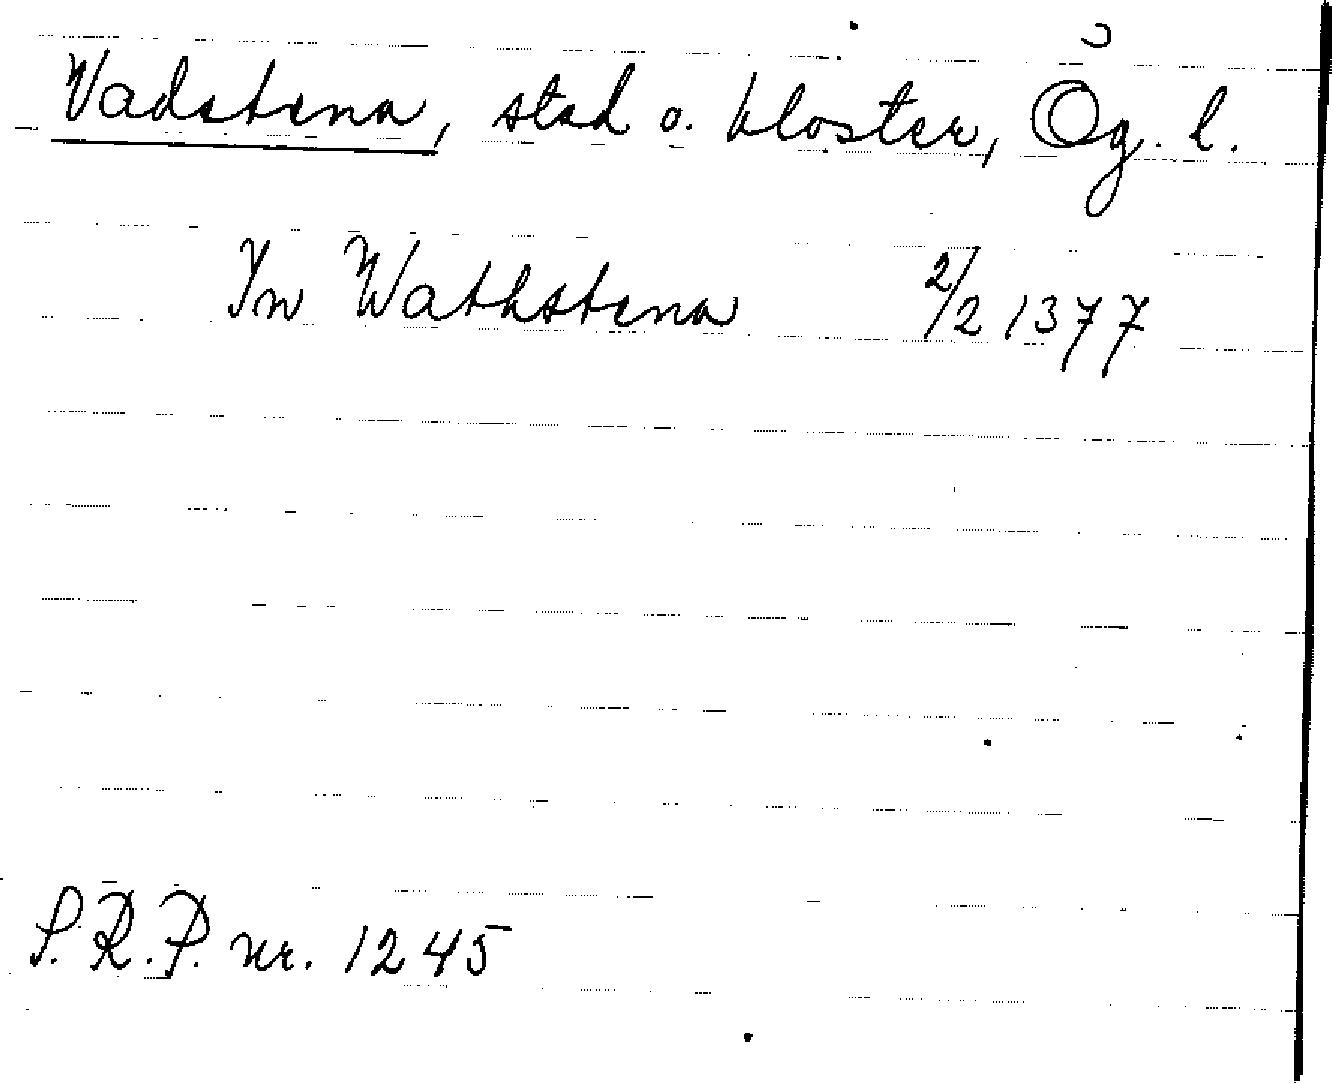 Vadstena, stad o. kloster, Ög. l.
In Wathstena 2/2 1377
S.R.P. nr. 1245